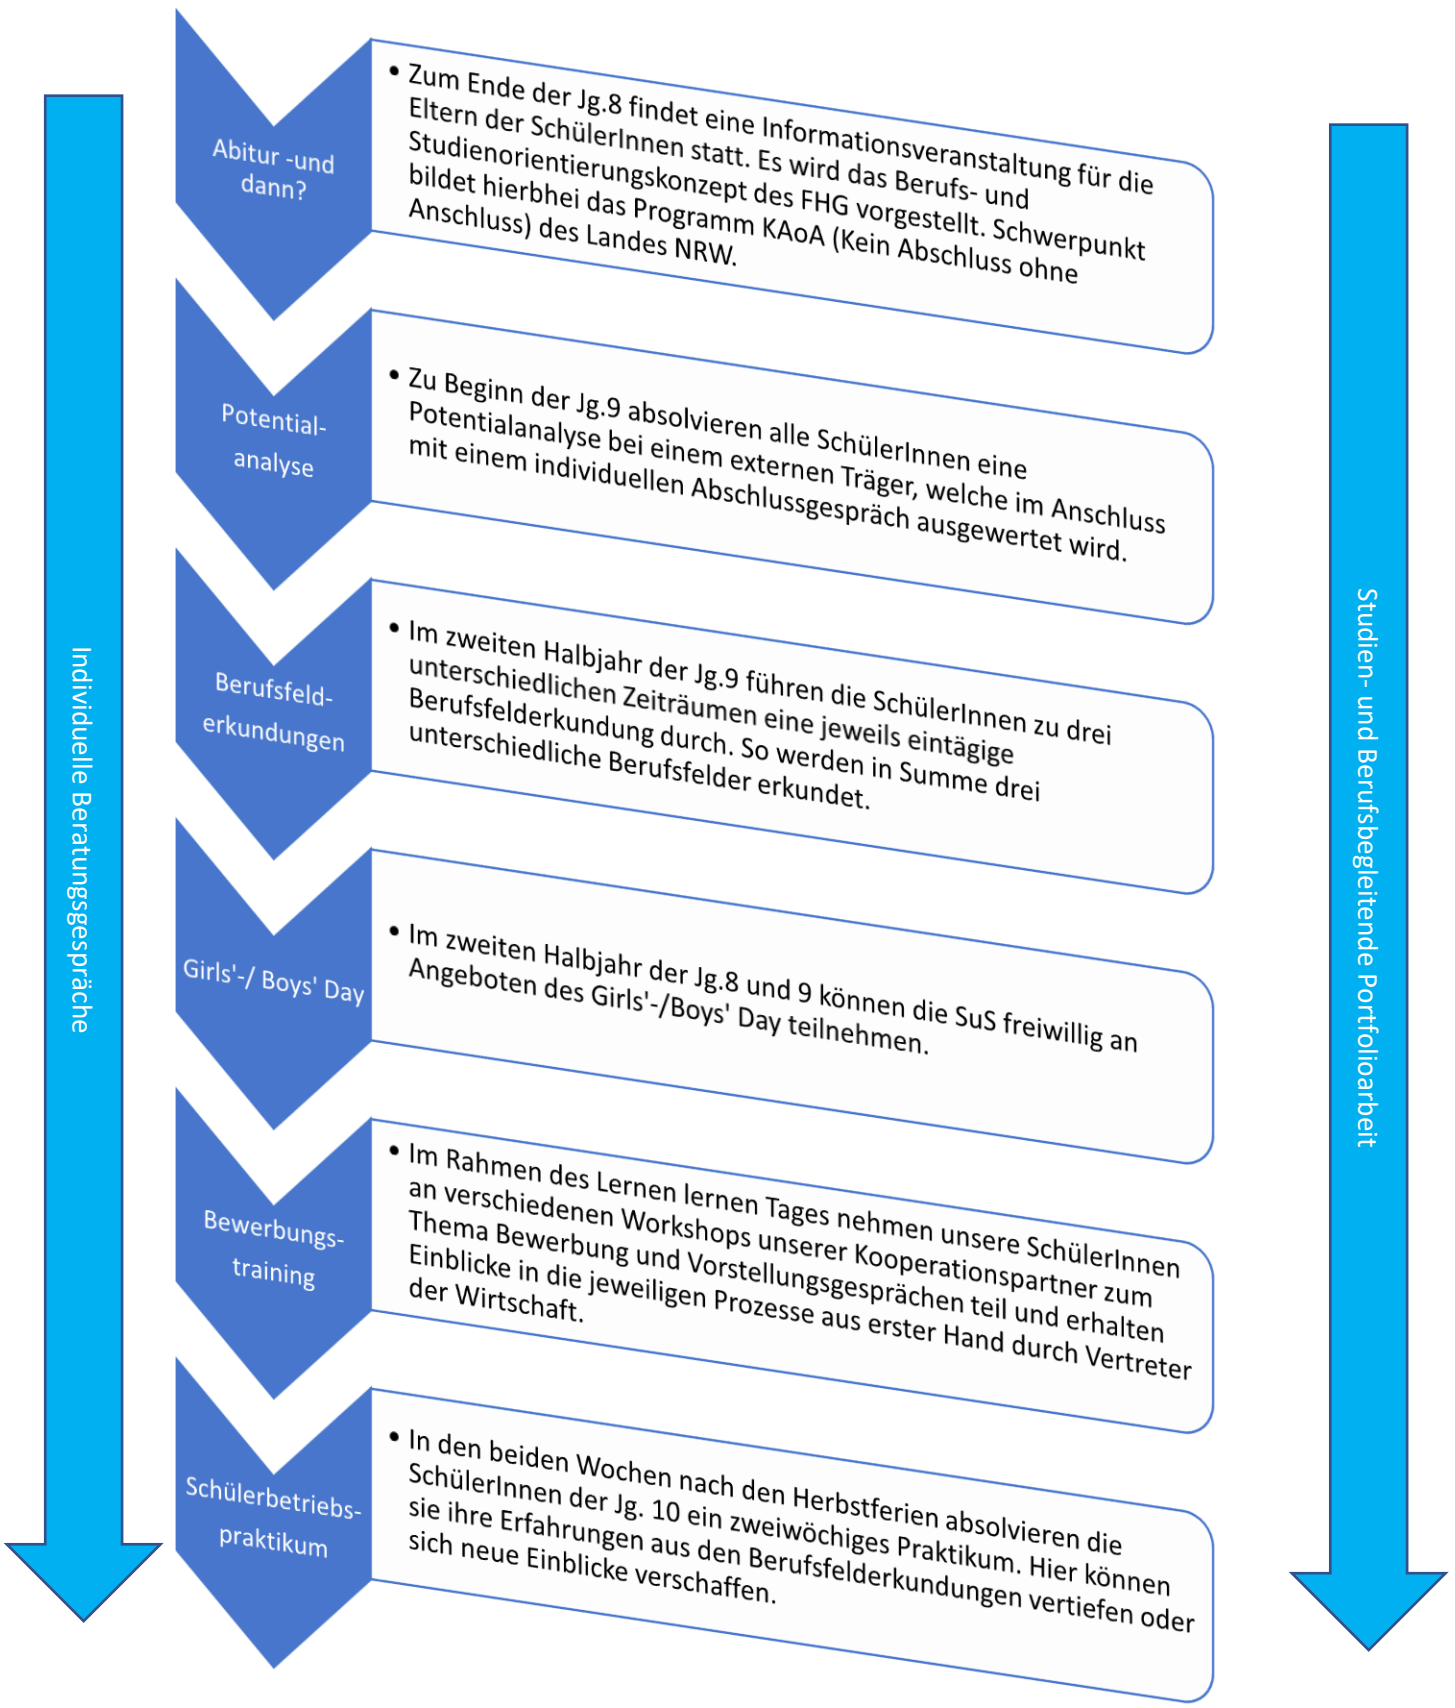 Individuelle Beratungsgespräche
Abitur -und
dann?
• Zum Ende der Jg.8 findet eine Informationsveranstaltung für die
Eltern der SchülerInnen statt. Es wird das Berufs- und
Studienorientierungskonzept des FHG vorgestellt. Schwerpunkt
bildet hierbhei das Programm KAoA (Kein Abschluss ohne
Anschluss) des Landes NRW.
Potential-
analyse
• Zu Beginn der Jg.9 absolvieren alle SchülerInnen eine
Potentialanalyse bei einem externen Träger, welche im Anschluss
mit einem individuellen Abschlussgespräch ausgewertet wird.
Berufsfeld-
erkundungen
• Im zweiten Halbjahr der Jg.9 führen die SchülerInnen zu drei
unterschiedlichen Zeiträumen eine jeweils eintägige
Berufsfelderkundung durch. So werden in Summe drei
unterschiedliche Berufsfelder erkundet.
Girls'-/ Boys' Day
• Im zweiten Halbjahr der Jg.8 und 9 können die SuS freiwillig an
Angeboten des Girls'-/Boys' Day teilnehmen.
Bewerbungs-
training
• Im Rahmen des Lernen lernen Tages nehmen unsere SchülerInnen
an verschiedenen Workshops unserer Kooperationspartner zum
Thema Bewerbung und Vorstellungsgesprächen teil und erhalten
Einblicke in die jeweiligen Prozesse aus erster Hand durch Vertreter
der Wirtschaft.
Schülerbetriebs-
praktikum
• In den beiden Wochen nach den Herbstferien absolvieren die
SchülerInnen der Jg. 10 ein zweiwöchiges Praktikum. Hier können
sie ihre Erfahrungen aus den Berufsfelderkundungen vertiefen oder
sich neue Einblicke verschaffen.
Studien- und Berufsbegleitende Portfolioarbeit